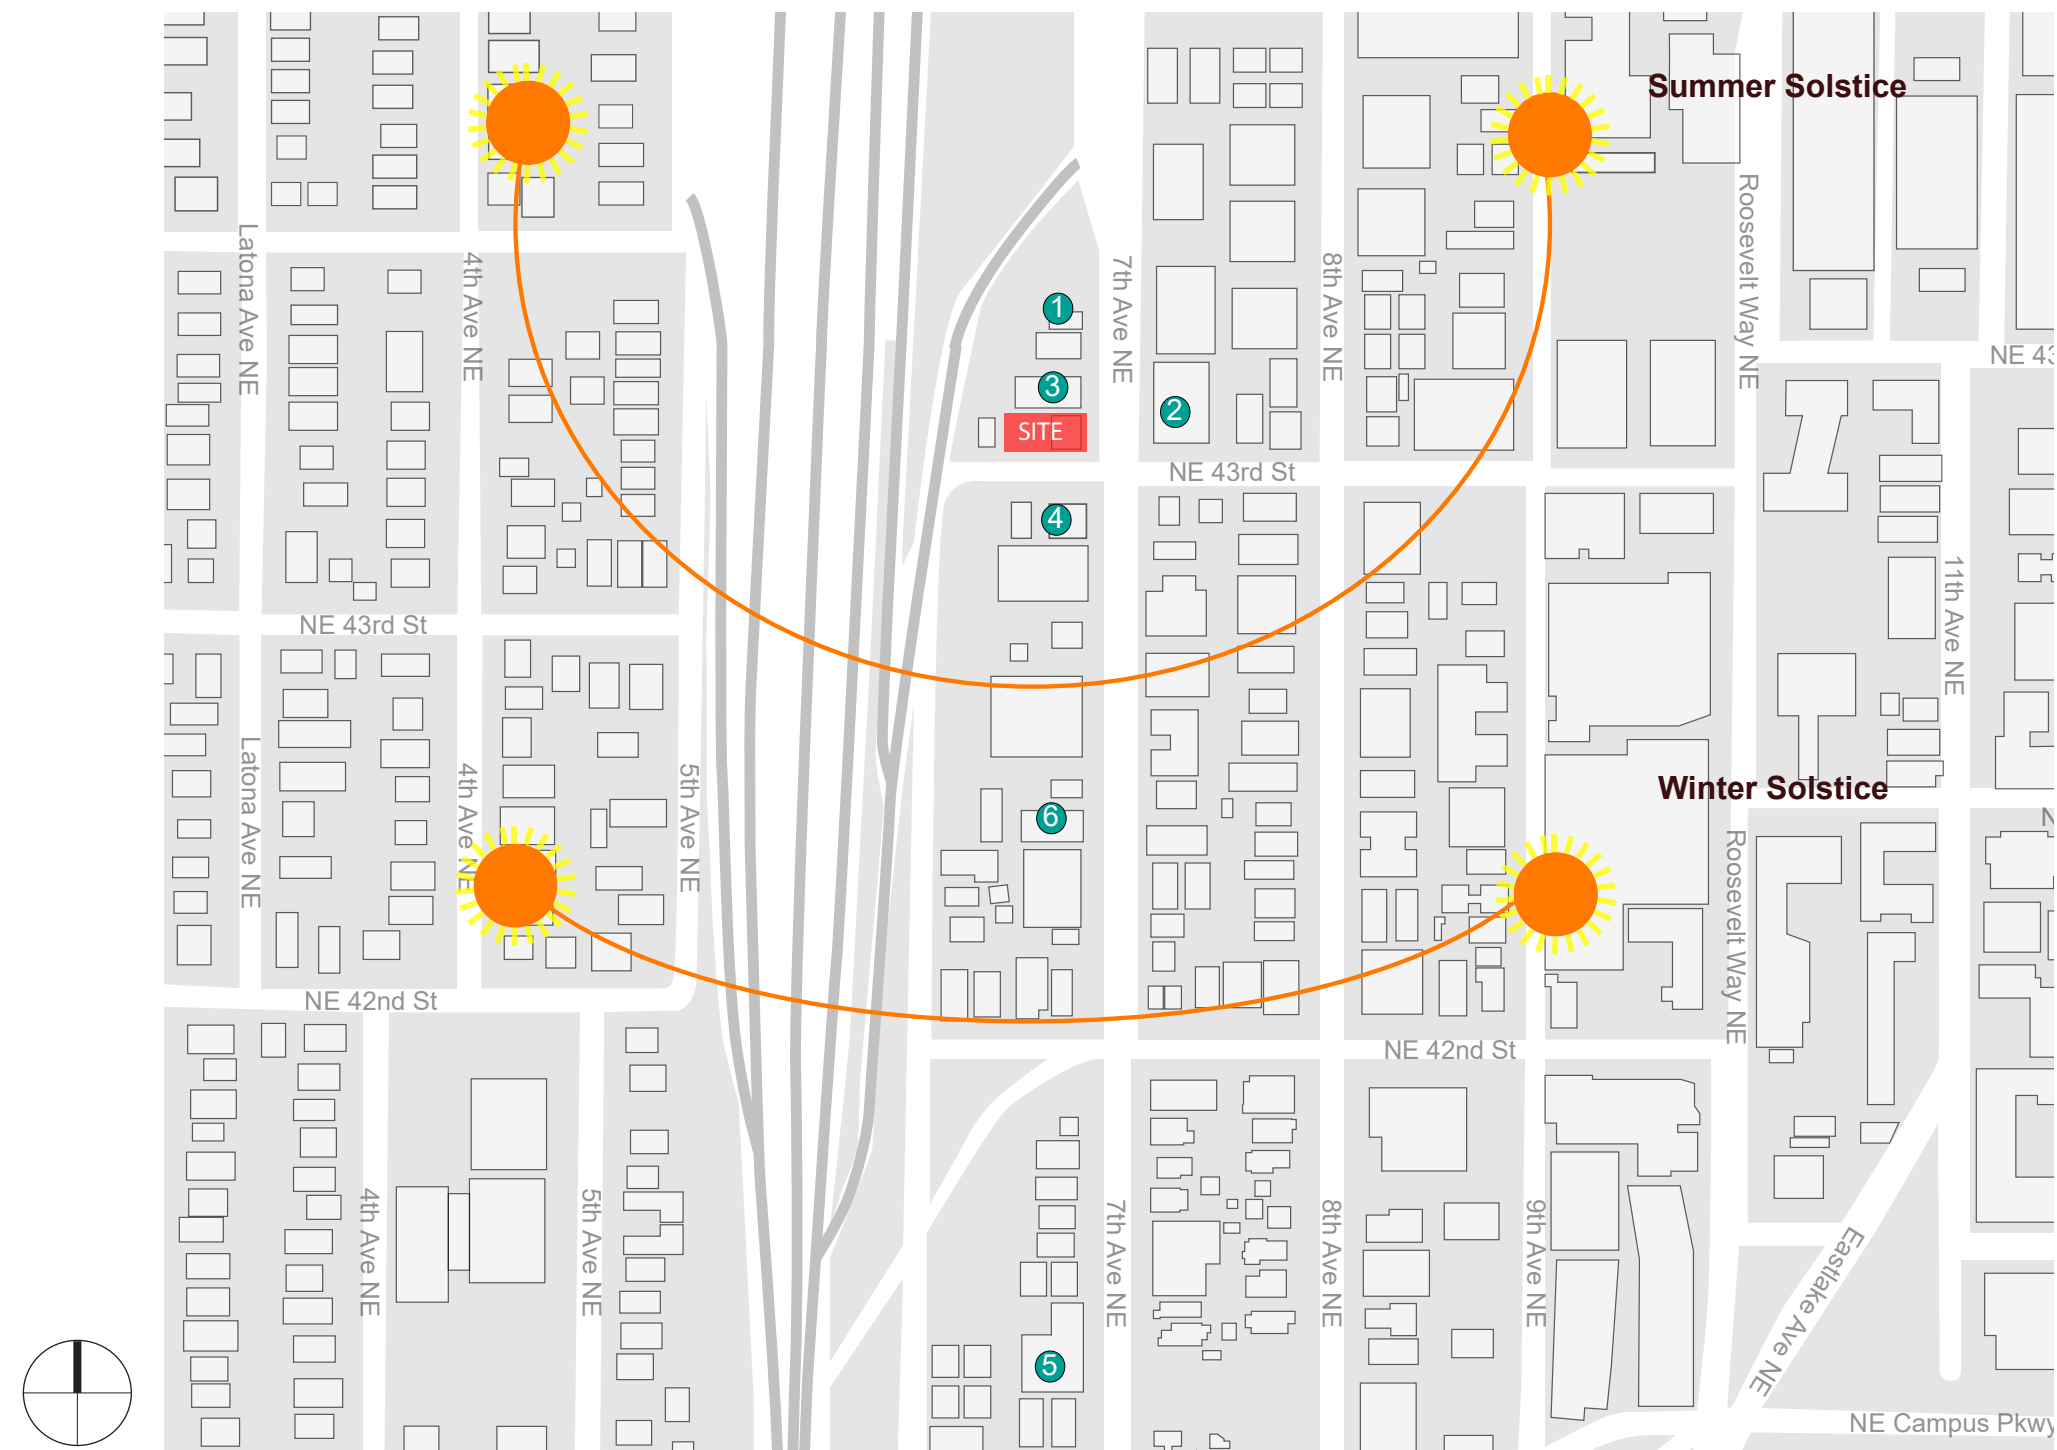 Summer Solstice
Roosevelt Way NE
Latona Ave NE
4th Ave NE
7th Ave NE
8th Ave NE
1
NE 43
3
2
SITE
NE 43rd St
4
11th Ave NE
NE 43rd St
Latona Ave NE
4th Ave NE
5th Ave NE
Winter Solstice
6
N
Roosevelt Way NE
NE 42nd St
NE 42nd St
4th Ave NE
5th Ave NE
7th Ave NE
8th Ave NE
9th Ave NE
Eastlake Ave NE
5
NE Campus Pkwy